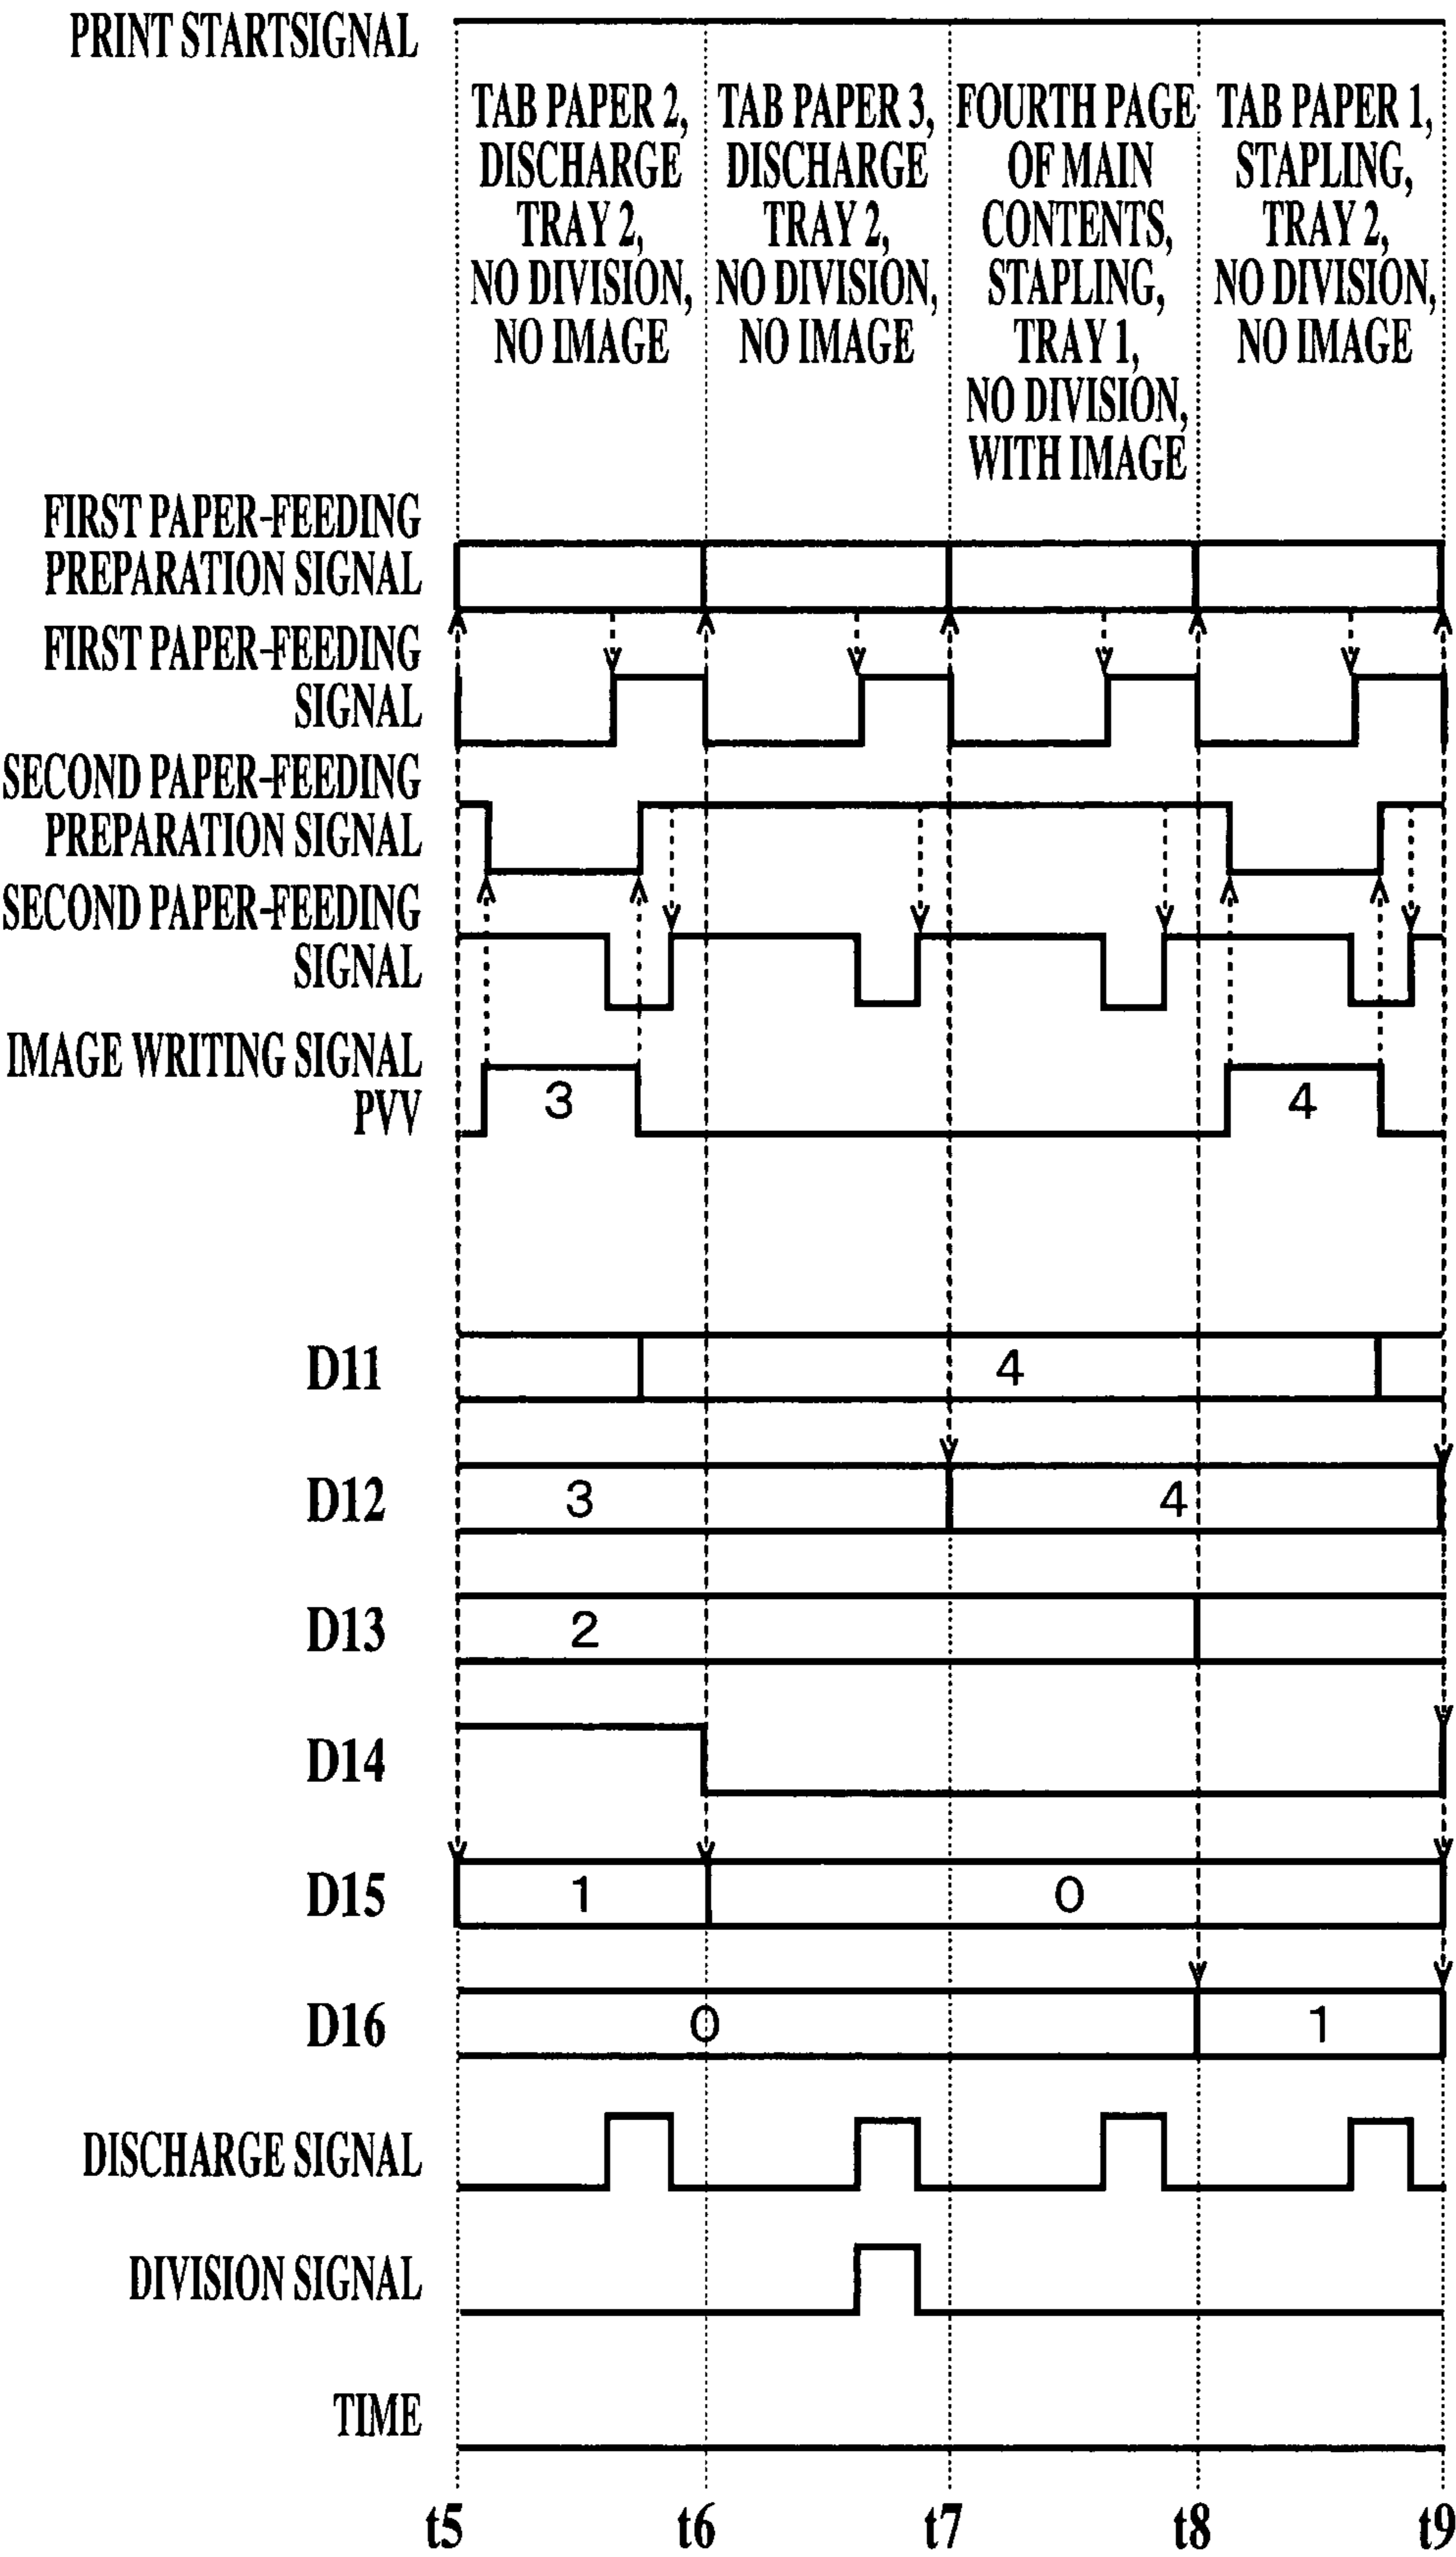 PRINT STARTSIGNAL
TAB PAPER 2,
DISCHARGE
TRAY 2,
NO DIVISION,
NO IMAGE
TAB PAPER 3,
DISCHARGE
TRAY 2,
NO DIVISION,
NO IMAGE
FOURTH PAGE
OF MAIN
CONTENTS,
STAPLING,
TRAY 1,
NO DIVISION,
WITH IMAGE
TAB PAPER 1,
STAPLING,
TRAY 2,
NO DIVISION,
NO IMAGE
FIRST PAPER-FEEDING
PREPARATION SIGNAL
FIRST PAPER-FEEDING
SIGNAL
SECOND PAPER-FEEDING
PREPARATION SIGNAL
SECOND PAPER-FEEDING
SIGNAL
IMAGE WRITING SIGNAL
PVV
3
4
D11
4
D12
3
4
D13
2
D14
D15
1
0
D16
0
1
DISCHARGE SIGNAL
DIVISION SIGNAL
TIME
t5
t6
t7
t8
t9